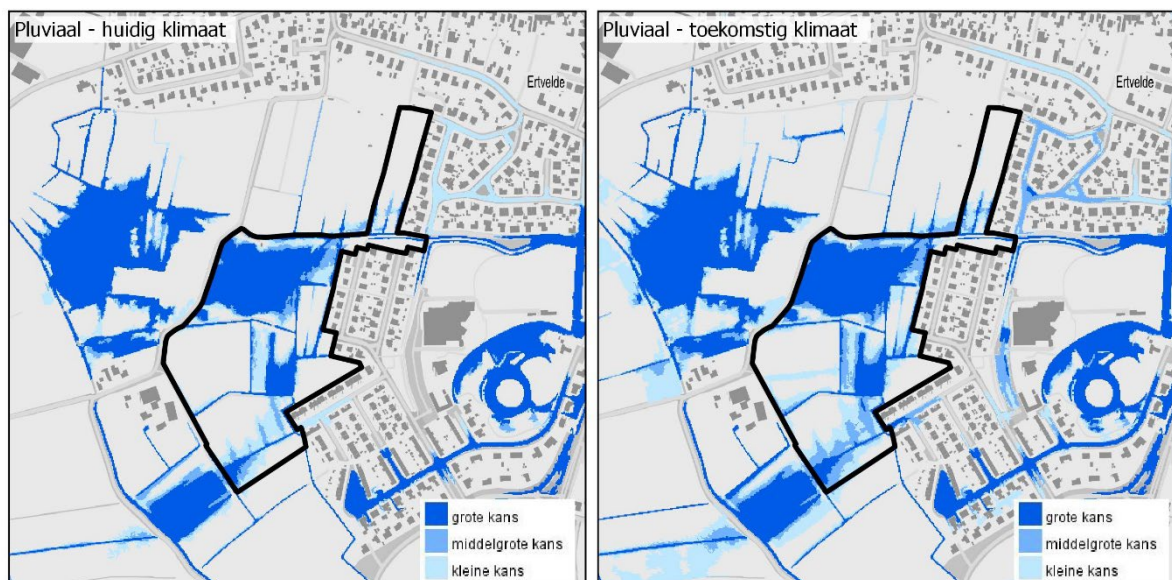 Pluviaal - huidig klimaat
Ertvelde
grote kans
middelgrote kans
kleine kans
Pluviaal - toekomstig klimaat
Ertvelde
grote kans
middelgrote kans
kleine kans